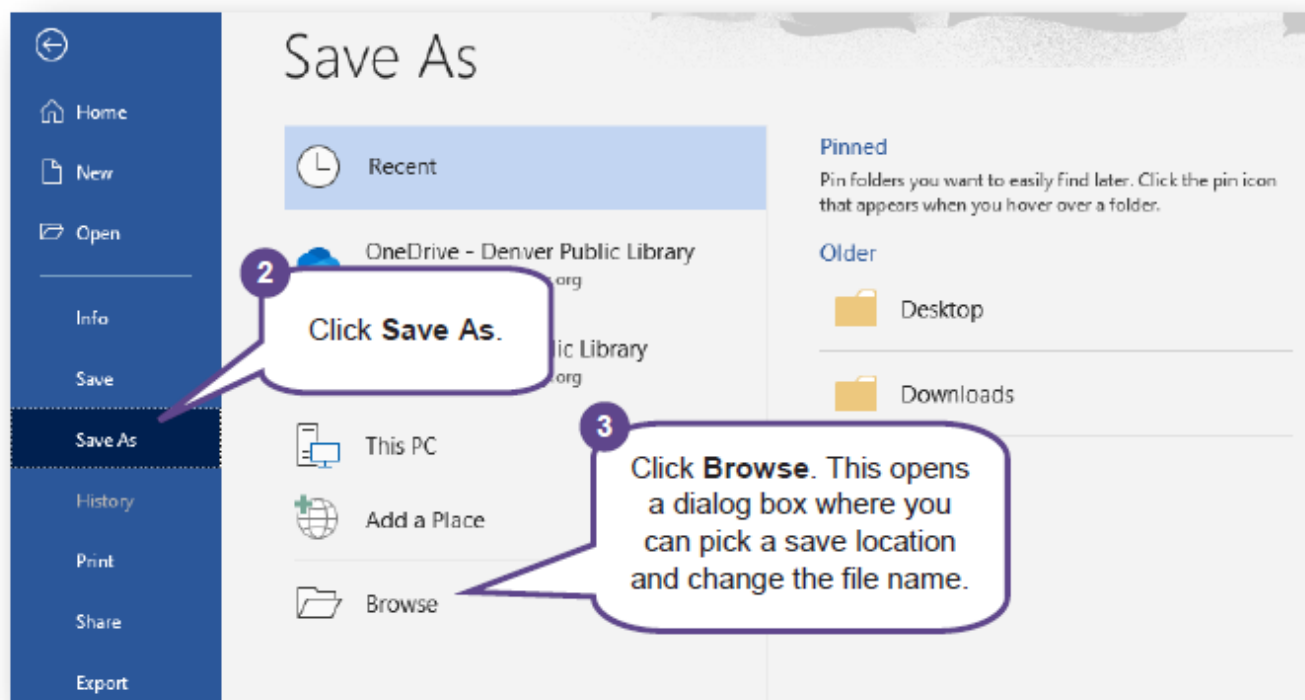 Save As
Home
New
Open
Info
Save
Save As
History
Print
Share
Export
Recent
OneDrive - Denver Public Library
org
lic Library
org
This PC
Add a Place
Browse
Pinned
Pin folders you want to easily find later. Click the pin icon
that appears when you hover over a folder.
Older
Desktop
Downloads
2
Click Save As.
3
Click Browse. This opens
a dialog box where you
can pick a save location
and change the file name.